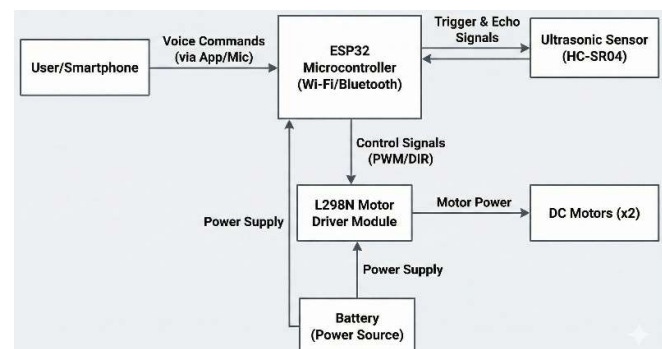 User/Smartphone
Voice Commands
(via App/Mic)
ESP32
Microcontroller
(Wi-Fi/Bluetooth)
Trigger & Echo
Signals
Ultrasonic Sensor
(HC-SR04)
Control Signals
(PWM/DIR)
L298N Motor
Driver Module
Motor Power
DC Motors (x2)
Power Supply
Power Supply
Battery
(Power Source)